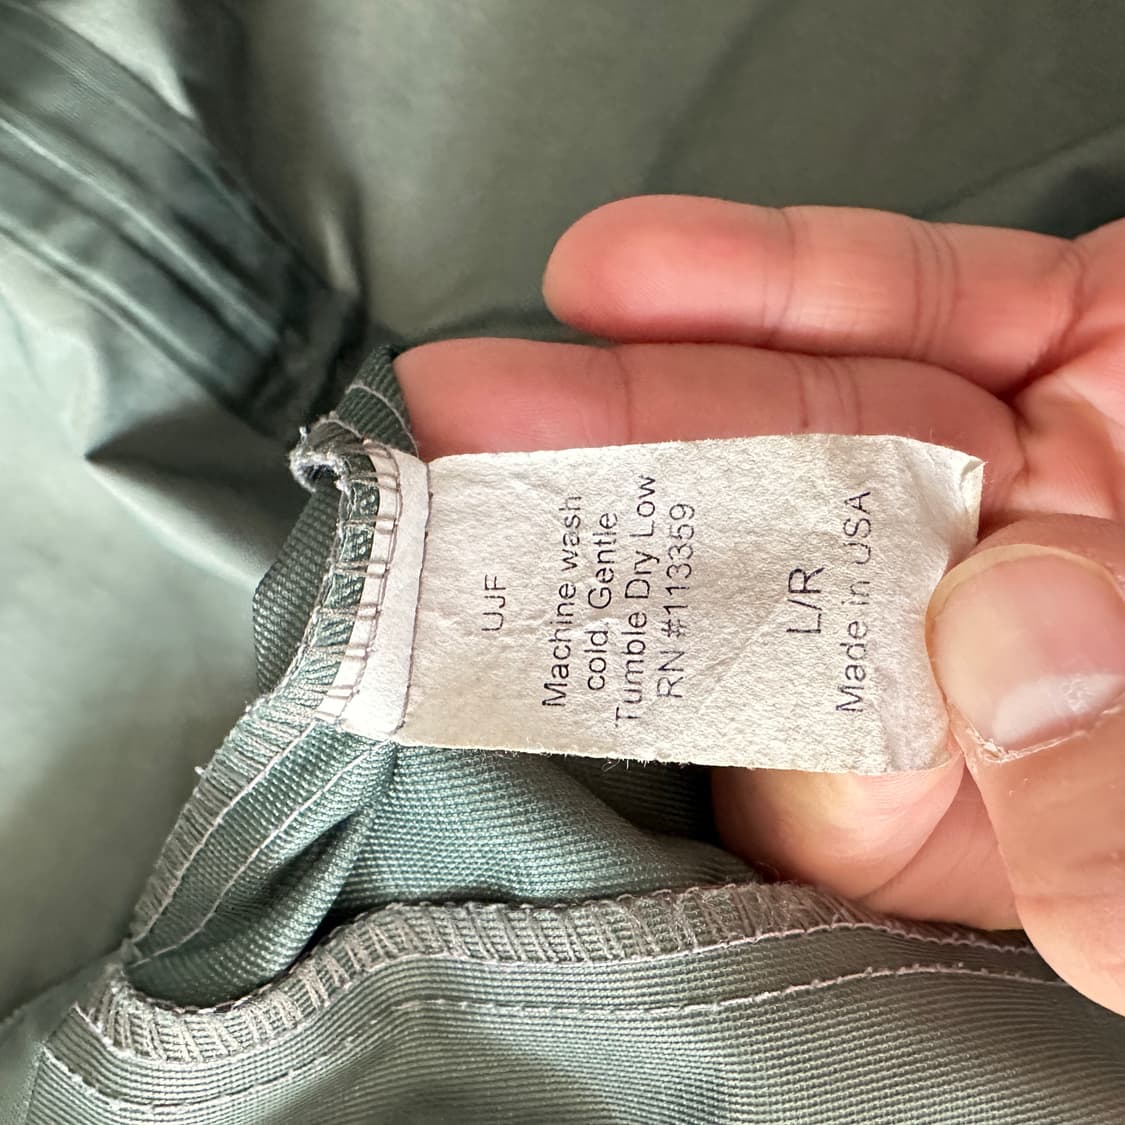 UJF
Machine wash
cold, Gentle
Tumble Dry Low
RN #113359
L/R
Made in USA